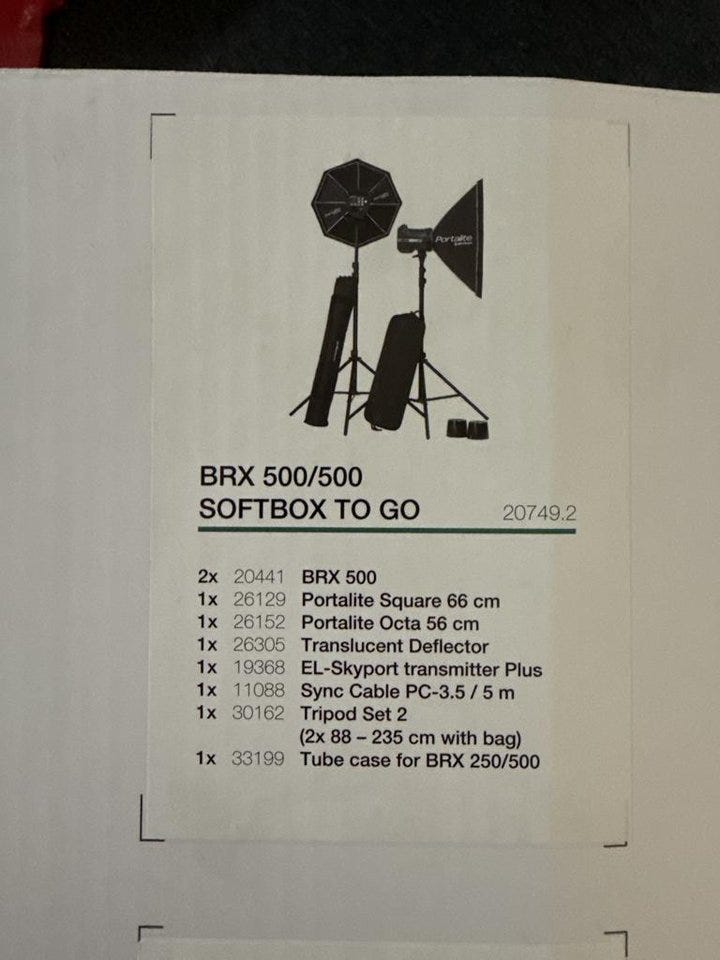 Portalite
BRX 500/500
SOFTBOX TO GO 20749.2
2x 20441 BRX 500
1x 26129 Portalite Square 66 cm
1x 26152 Portalite Octa 56 cm
1x 26305 Translucent Deflector
1x 19368 EL-Skyport transmitter Plus
1x 11088 Sync Cable PC-3.5 / 5 m
1x 30162 Tripod Set 2
(2x 88 – 235 cm with bag)
1x 33199 Tube case for BRX 250/500